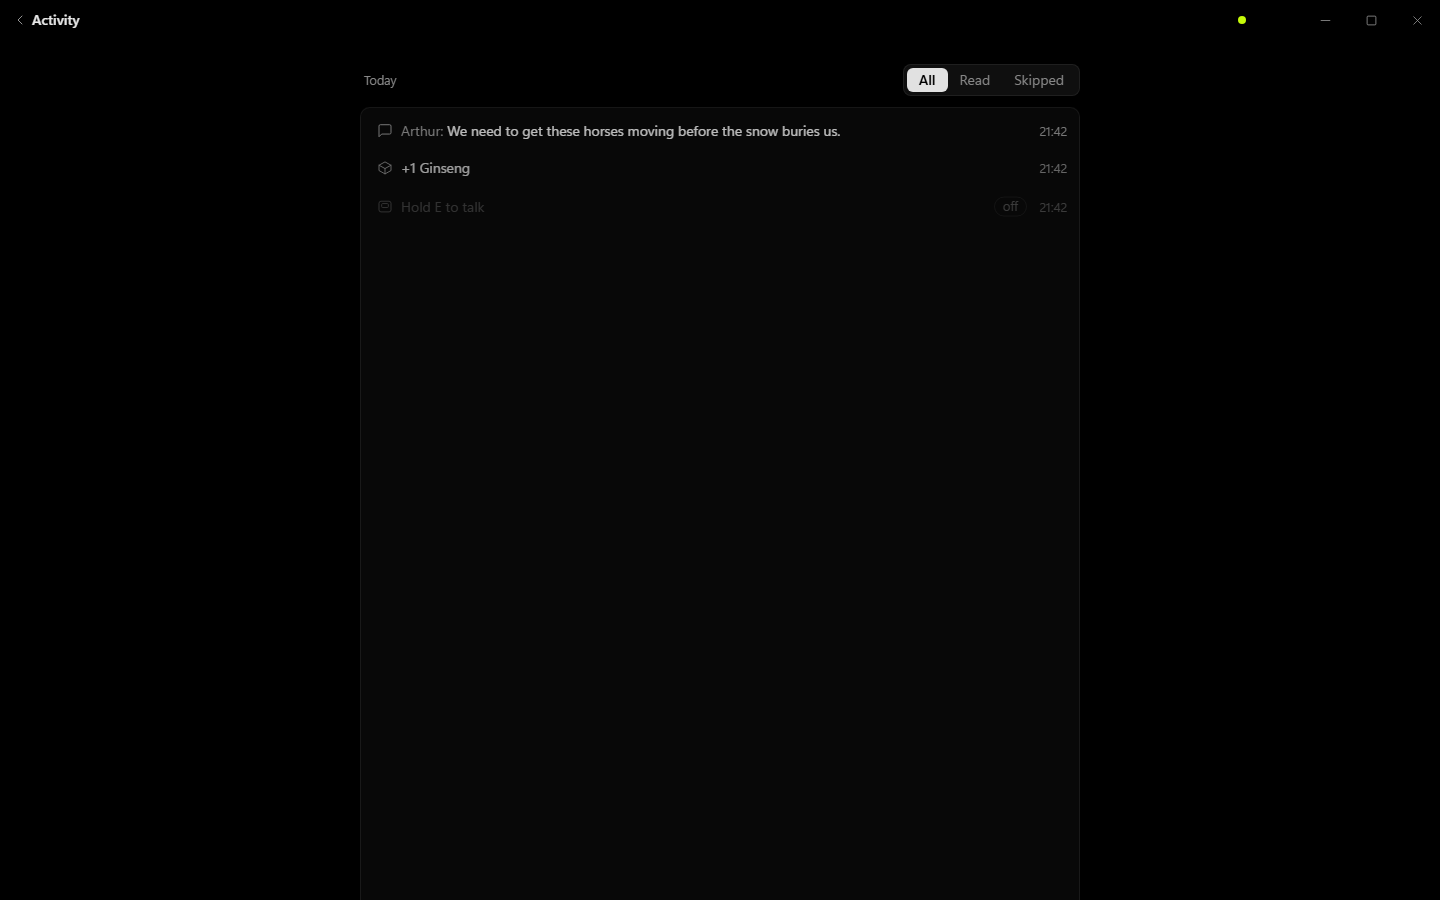 Activity
Today
All Read Skipped
Arthur: We need to get these horses moving before the snow buries us. 21:42
+1 Ginseng 21:42
Hold E to talk off 21:42